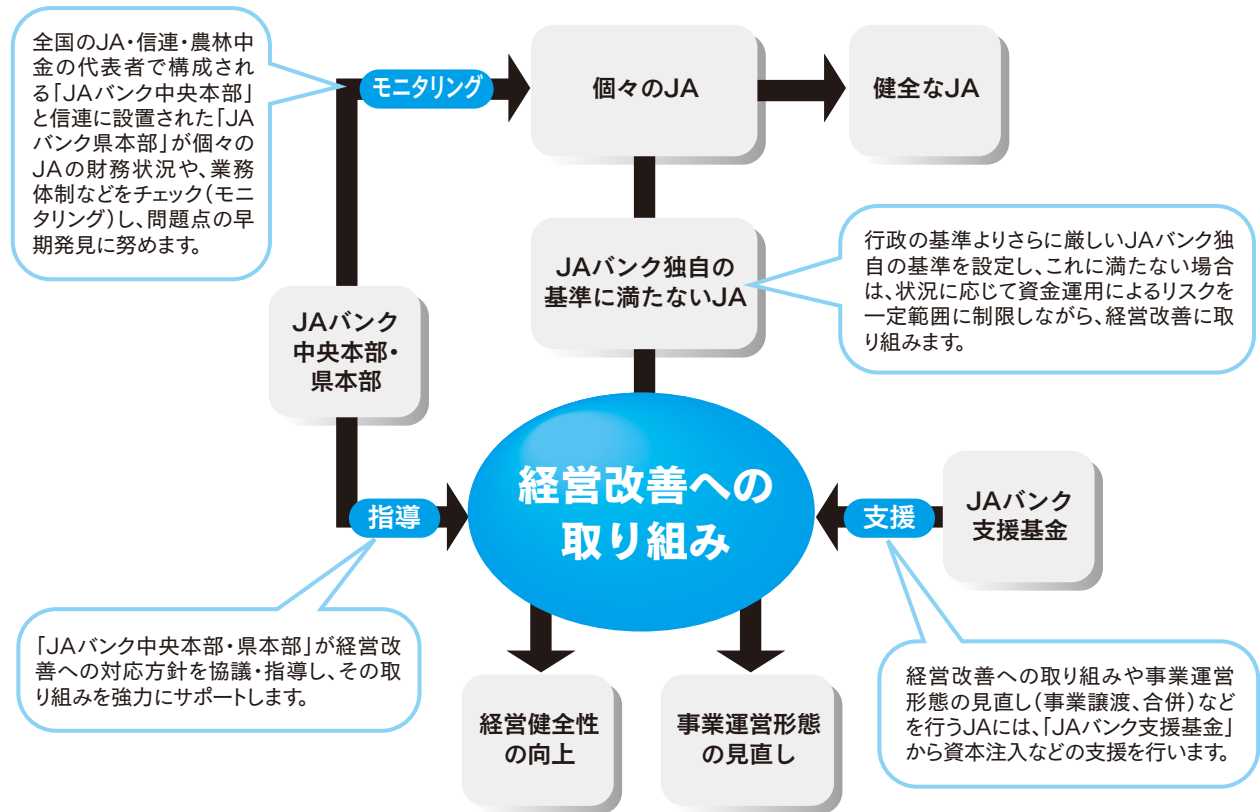 全国のJA・信連・農林中
金の代表者で構成され
る「JAバンク中央本部」
と信連に設置された「JA
バンク県本部」が個々の
JAの財務状況や、業務
体制などをチェック(モニ
タリング)し、問題点の早
期発見に努めます。
モニタリング
個々のJA
健全なJA
JAバンク独自の
基準に満たないJA
行政の基準よりさらに厳しいJAバンク独
自の基準を設定し、これに満たない場合
は、状況に応じて資金運用によるリスクを
一定範囲に制限しながら、経営改善に取
り組みます。
JAバンク
中央本部・
県本部
経営改善への
取り組み
指導
支援
JAバンク
支援基金
「JAバンク中央本部・県本部」が経営改
善への対応方針を協議・指導し、その取
り組みを強力にサポートします。
経営健全性
の向上
事業運営形態
の見直し
経営改善への取り組みや事業運営
形態の見直し(事業譲渡、合併)など
を行うJAには、「JAバンク支援基金」
から資本注入などの支援を行います。